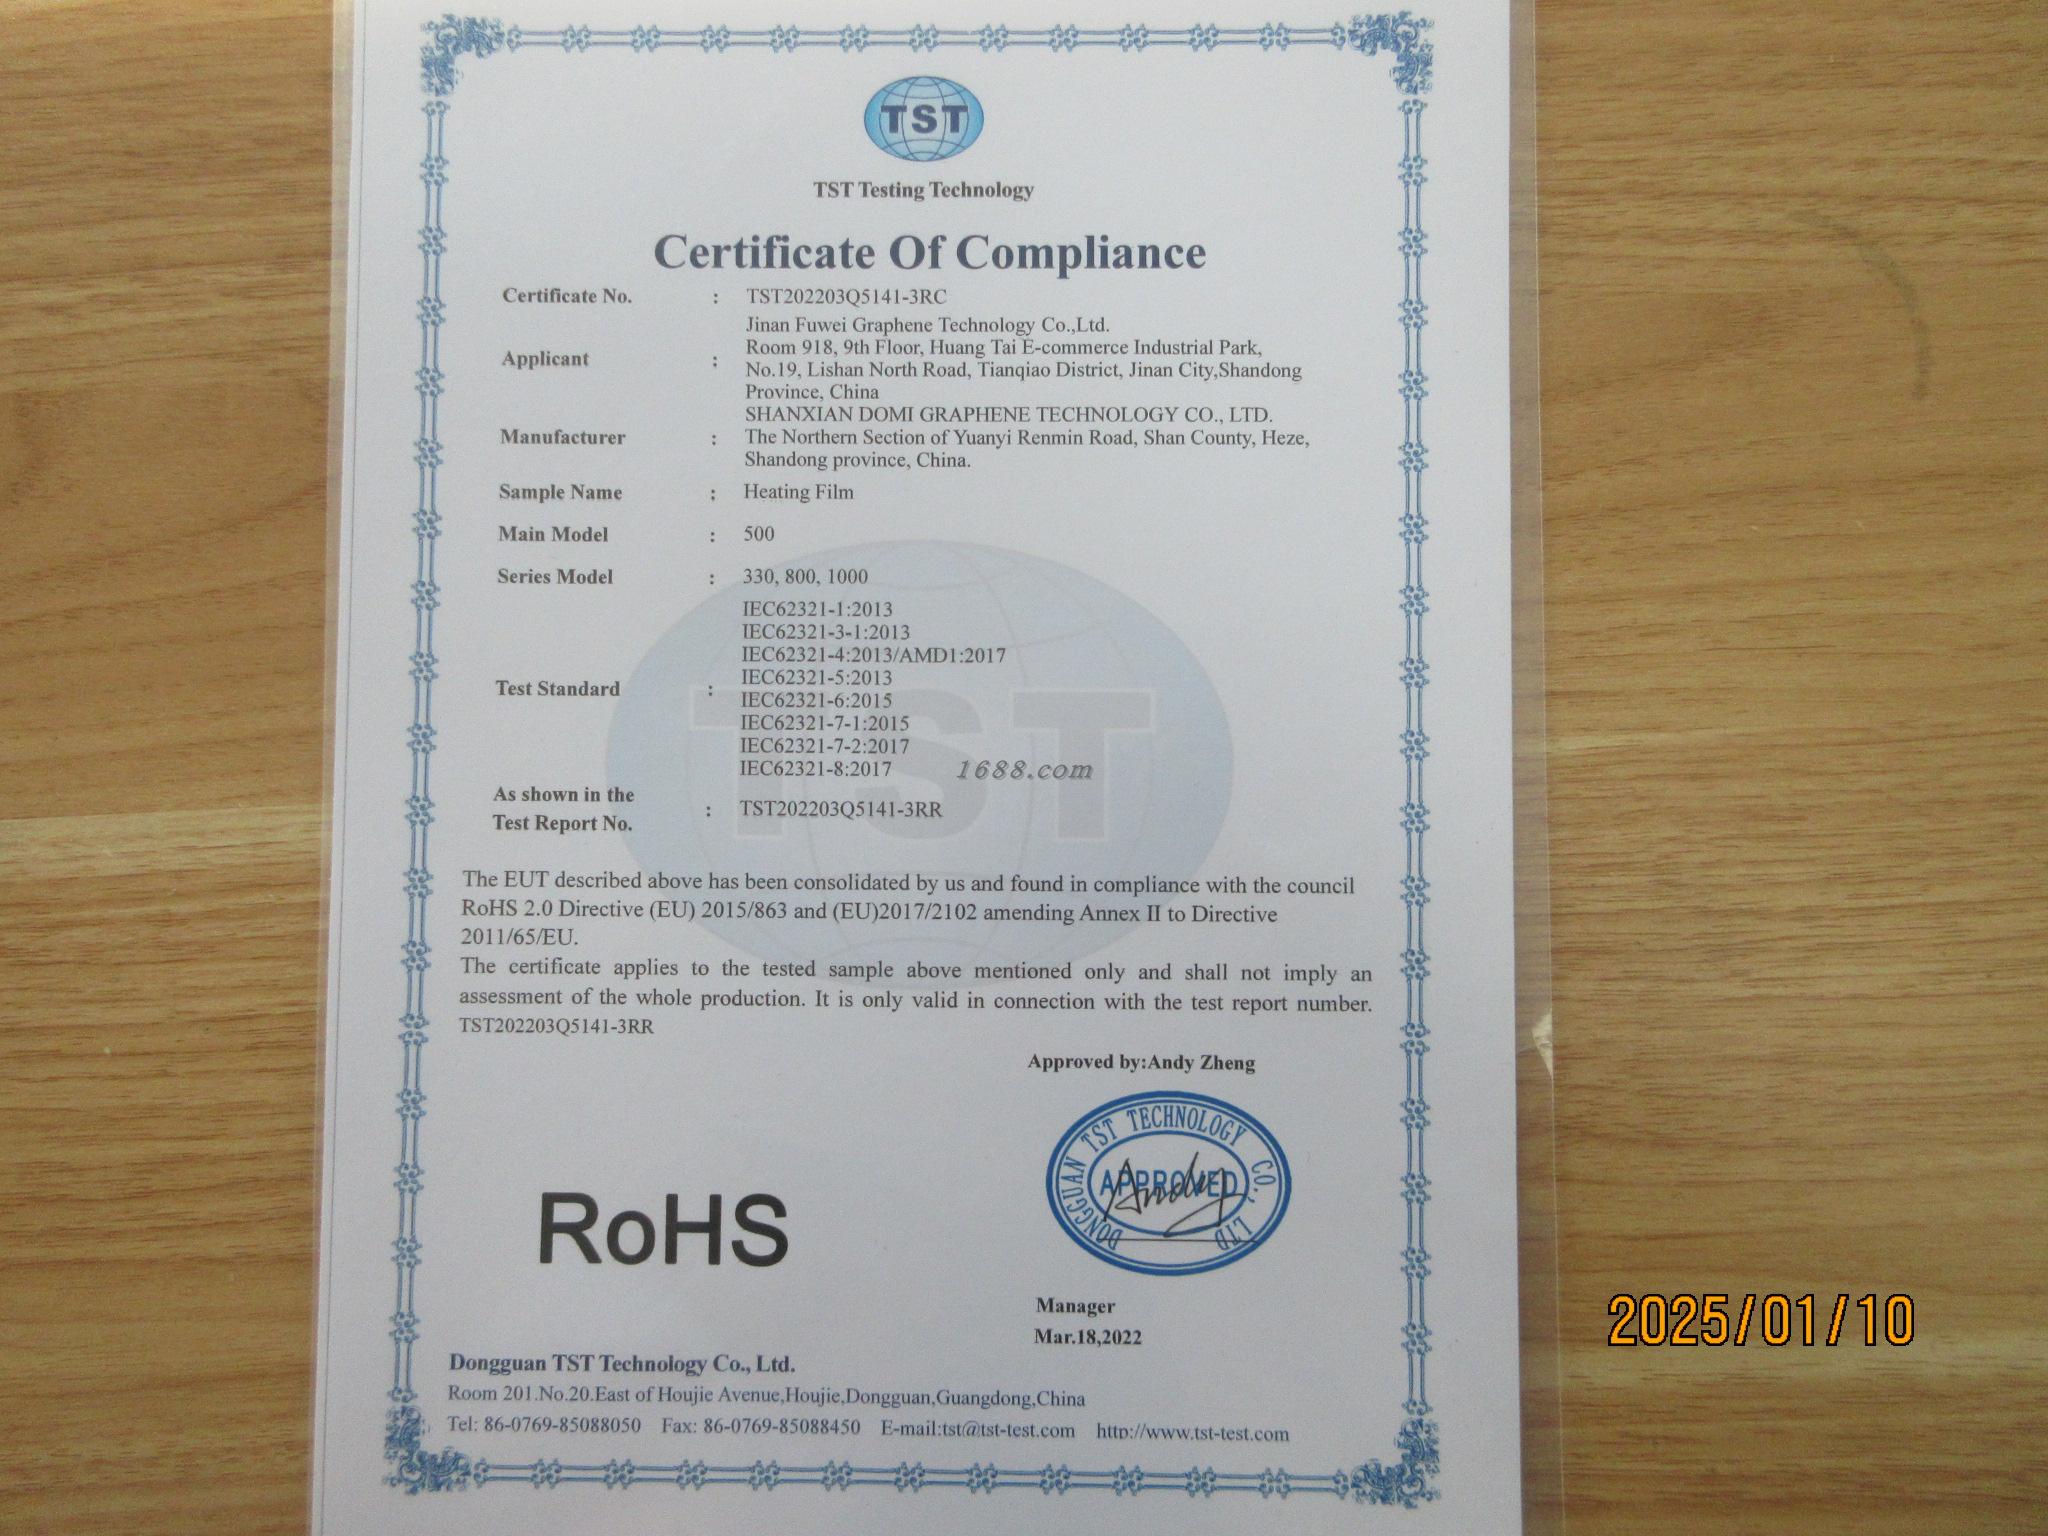 TST
TST Testing Technology
Certificate Of Compliance
Certificate No. : TST202203Q5141-3RC
Applicant : Jinan Fuwei Graphene Technology Co.,Ltd.
Room 918, 9th Floor, Huang Tai E-commerce Industrial Park,
No.19, Lishan North Road, Tianqiao District, Jinan City,Shandong
Province, China
Manufacturer : SHANXIAN DOMI GRAPHENE TECHNOLOGY CO., LTD.
The Northern Section of Yuanyi Renmin Road, Shan County, Heze,
Shandong province, China.
Sample Name : Heating Film
Main Model : 500
Series Model : 330, 800, 1000
Test Standard : IEC62321-1:2013
IEC62321-3-1:2013
IEC62321-4:2013/AMD1:2017
IEC62321-5:2013
IEC62321-6:2015
IEC62321-7-1:2015
IEC62321-7-2:2017
IEC62321-8:2017
TST
1688.com
As shown in the
Test Report No. : TST202203Q5141-3RR
The EUT described above has been consolidated by us and found in compliance with the council
RoHS 2.0 Directive (EU) 2015/863 and (EU)2017/2102 amending Annex II to Directive
2011/65/EU.
The certificate applies to the tested sample above mentioned only and shall not imply an
assessment of the whole production. It is only valid in connection with the test report number.
TST202203Q5141-3RR
Approved by:Andy Zheng
DONGGUAN TST TECHNOLOGY CO., LTD
APPROVED
Andy
RoHS
Manager
Mar.18,2022
Dongguan TST Technology Co., Ltd.
Room 201.No.20.East of Houjie Avenue,Houjie,Dongguan,Guangdong,China
Tel: 86-0769-85088050 Fax: 86-0769-85088450 E-mail:tst@tst-test.com http://www.tst-test.com
2025/01/10